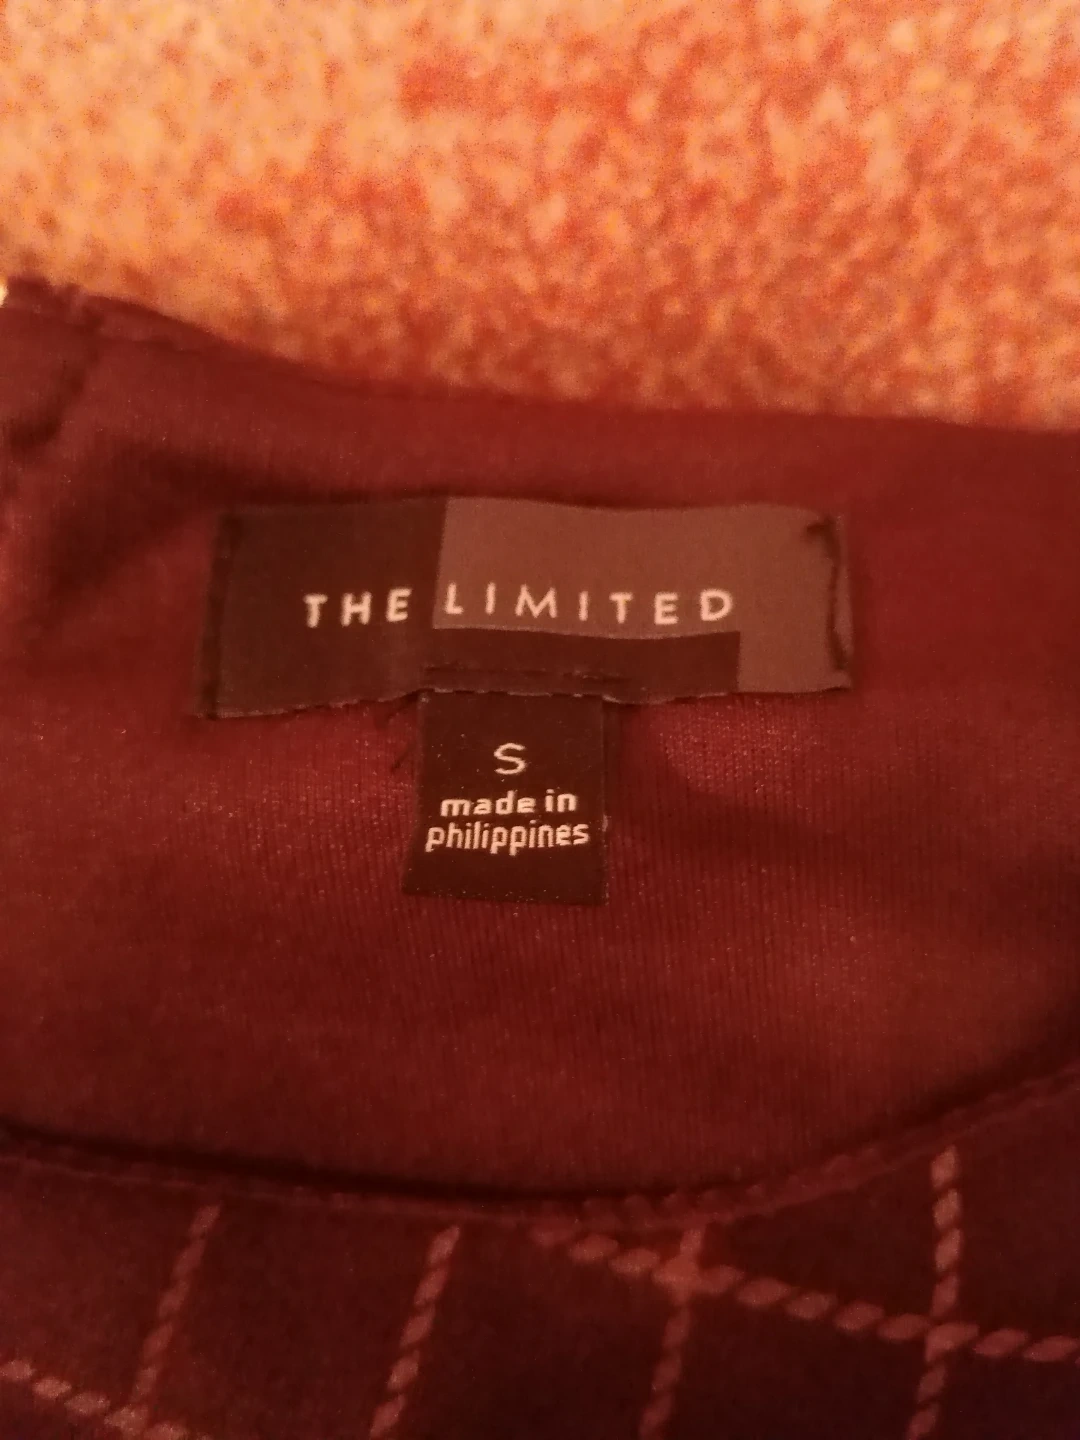 THE LIMITED
S
made in
philippines